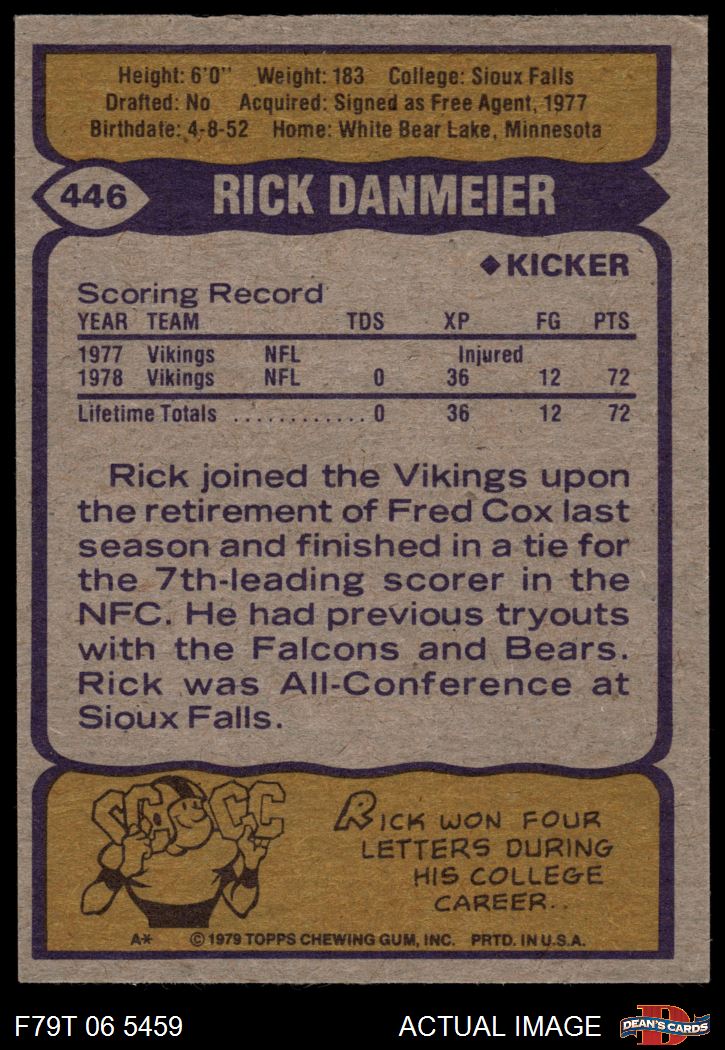 Height: 6'0" Weight: 183 College: Sioux Falls
Drafted: No Acquired: Signed as Free Agent, 1977
Birthdate: 4-8-52 Home: White Bear Lake, Minnesota
446 RICK DANMEIER
◆KICKER
Scoring Record
YEAR TEAM TDS XP FG PTS
1977 Vikings NFL Injured
1978 Vikings NFL 0 36 12 72
Lifetime Totals ............ 0 36 12 72
Rick joined the Vikings upon
the retirement of Fred Cox last
season and finished in a tie for
the 7th-leading scorer in the
NFC. He had previous tryouts
with the Falcons and Bears.
Rick was All-Conference at
Sioux Falls.
CC CC
RICK WON FOUR
LETTERS DURING
HIS COLLEGE
CAREER..
A* © 1979 TOPPS CHEWING GUM, INC. PRTD. IN U.S.A.
F79T 06 5459 ACTUAL IMAGE D DEAN'S CARDS